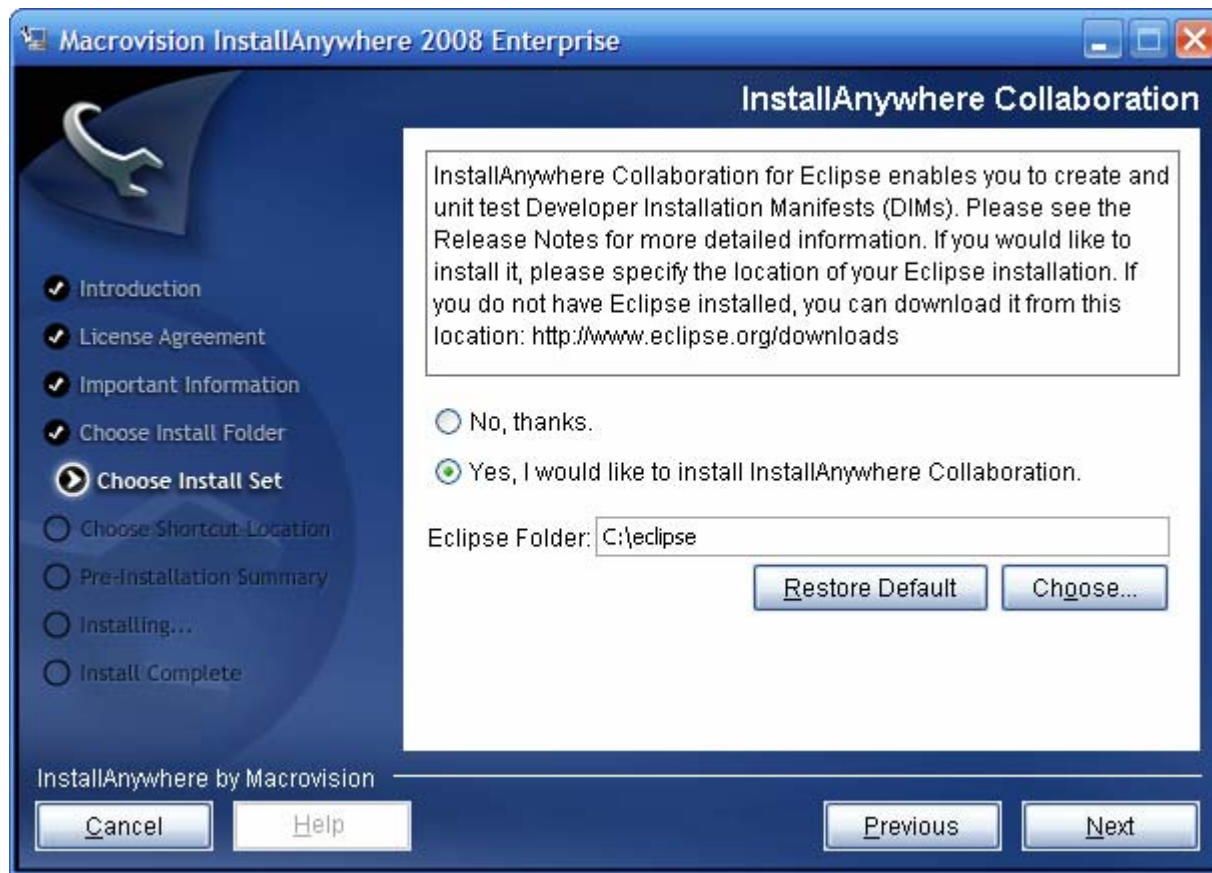 Macrovision InstallAnywhere 2008 Enterprise
InstallAnywhere Collaboration
InstallAnywhere Collaboration for Eclipse enables you to create and
unit test Developer Installation Manifests (DIMs). Please see the
Release Notes for more detailed information. If you would like to
install it, please specify the location of your Eclipse installation. If
you do not have Eclipse installed, you can download it from this
location: http://www.eclipse.org/downloads
Introduction
License Agreement
Important Information
Choose Install Folder
Choose Install Set
Choose Shortcut Location
Pre-Installation Summary
Installing...
Install Complete
No, thanks.
Yes, I would like to install InstallAnywhere Collaboration.
Eclipse Folder: C:\eclipse
Restore Default Choose...
InstallAnywhere by Macrovision
Cancel Help Previous Next